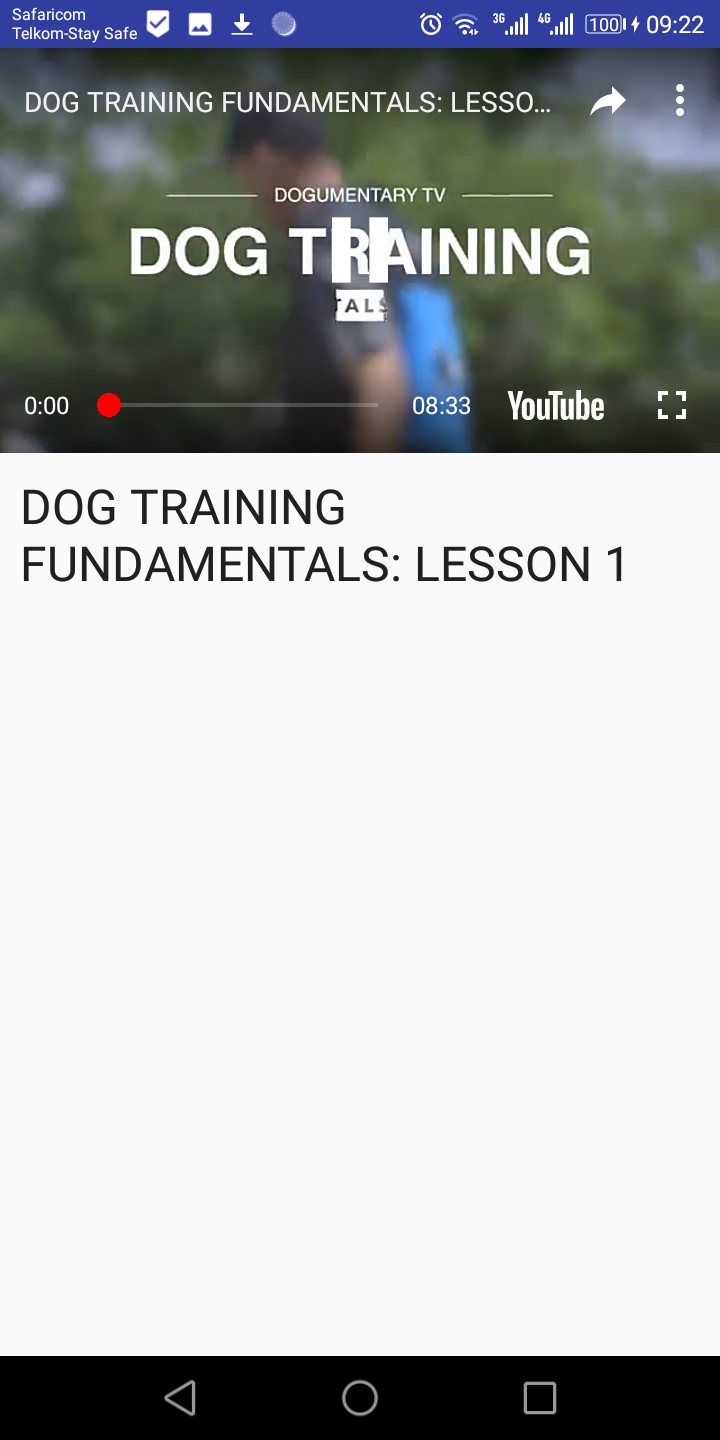 Safaricom
Telkom-Stay Safe
3G 4G 100 09:22
DOG TRAINING FUNDAMENTALS: LESSO...
DOGUMENTARY TV
DOG TRAINING
TALS
0:00 08:33 YouTube
DOG TRAINING
FUNDAMENTALS: LESSON 1